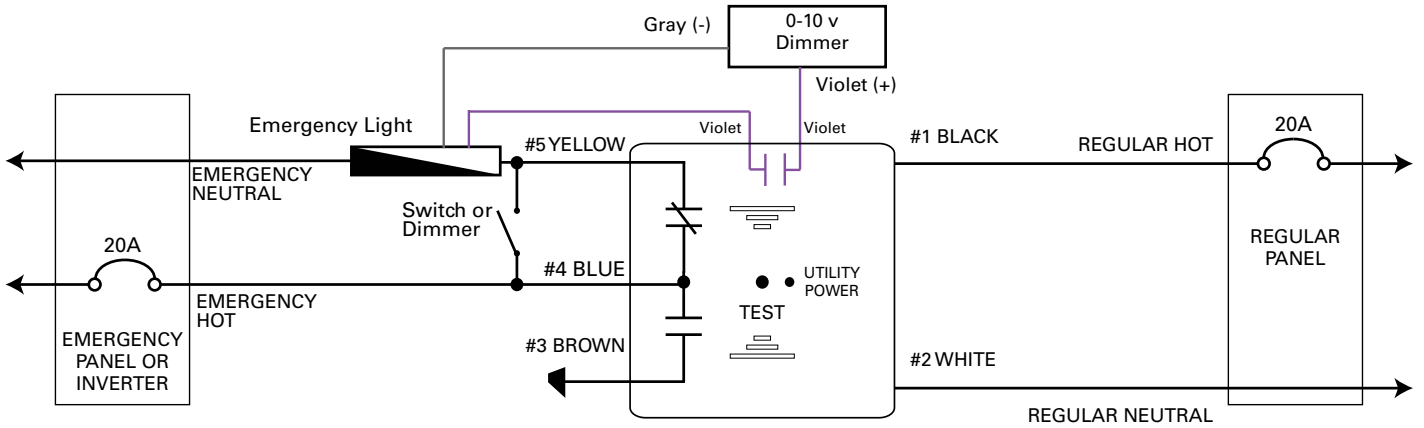 Gray (-)
0-10 v
Dimmer
Violet (+)
Emergency Light
#5 YELLOW
Violet
Violet
#1 BLACK
REGULAR HOT
20A
EMERGENCY
NEUTRAL
Switch or
Dimmer
20A
#4 BLUE
UTILITY
POWER
TEST
REGULAR
PANEL
EMERGENCY
HOT
EMERGENCY
PANEL OR
INVERTER
#3 BROWN
#2 WHITE
REGULAR NEUTRAL